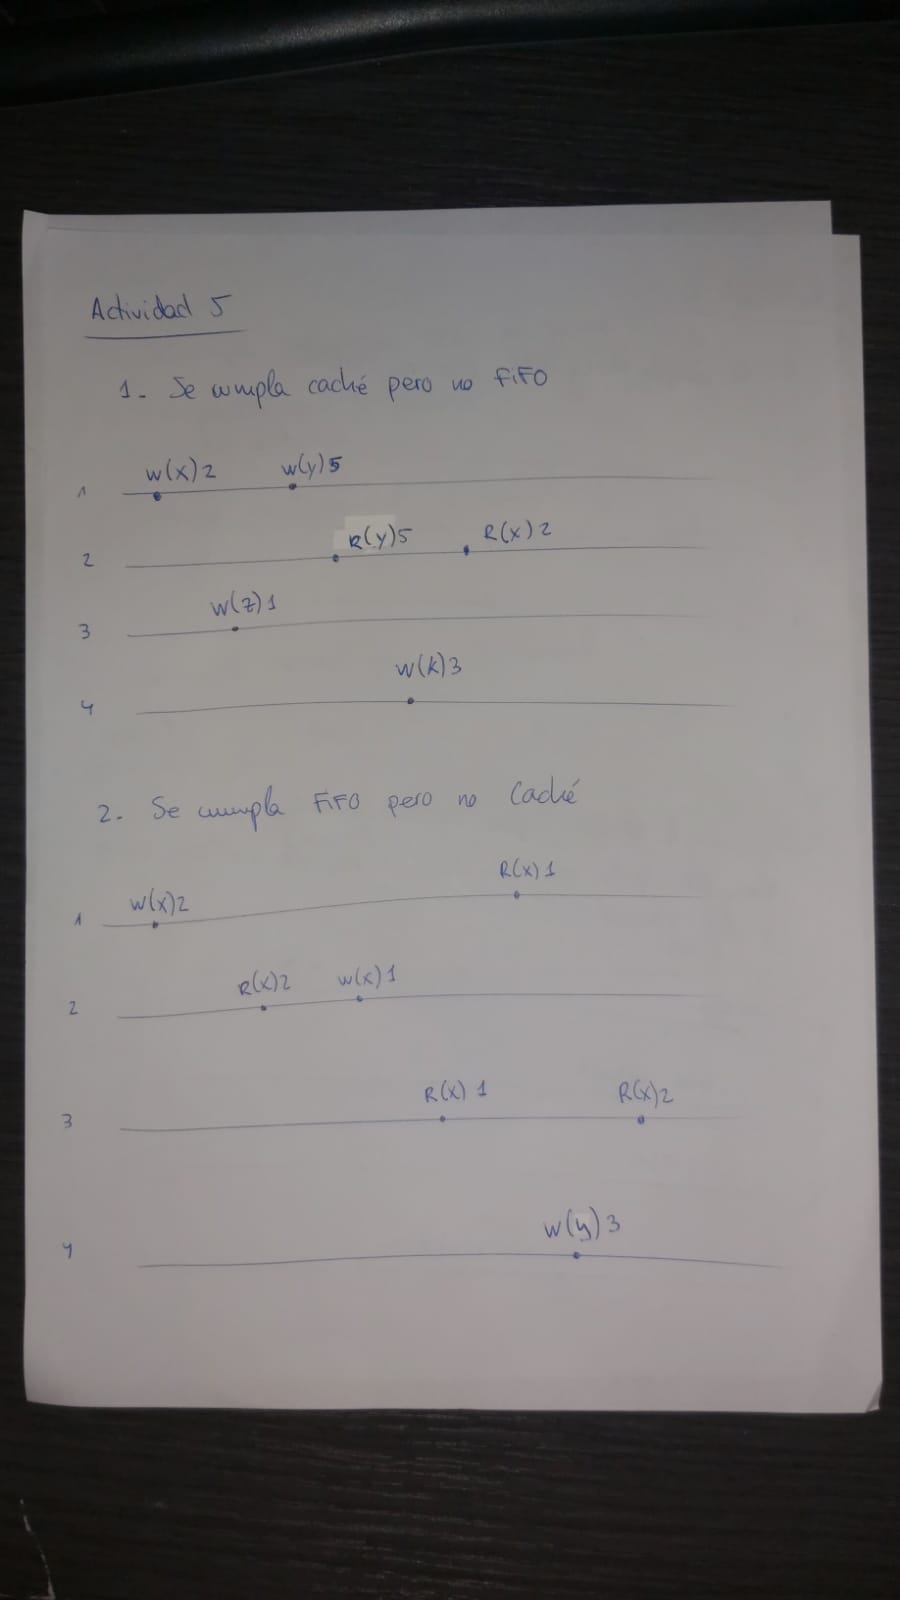 Actividad 5
1- Se cumpla caché pero no FiFO
W(x)2 W(y)5
1
R(y)5 R(x)2
2
W(z)1
3
W(k)3
4
2- Se cumpla FiFO pero no Caché
R(x)1
W(x)2
1
R(x)2 W(x)1
2
R(x)1 R(x)2
3
W(y)3
4